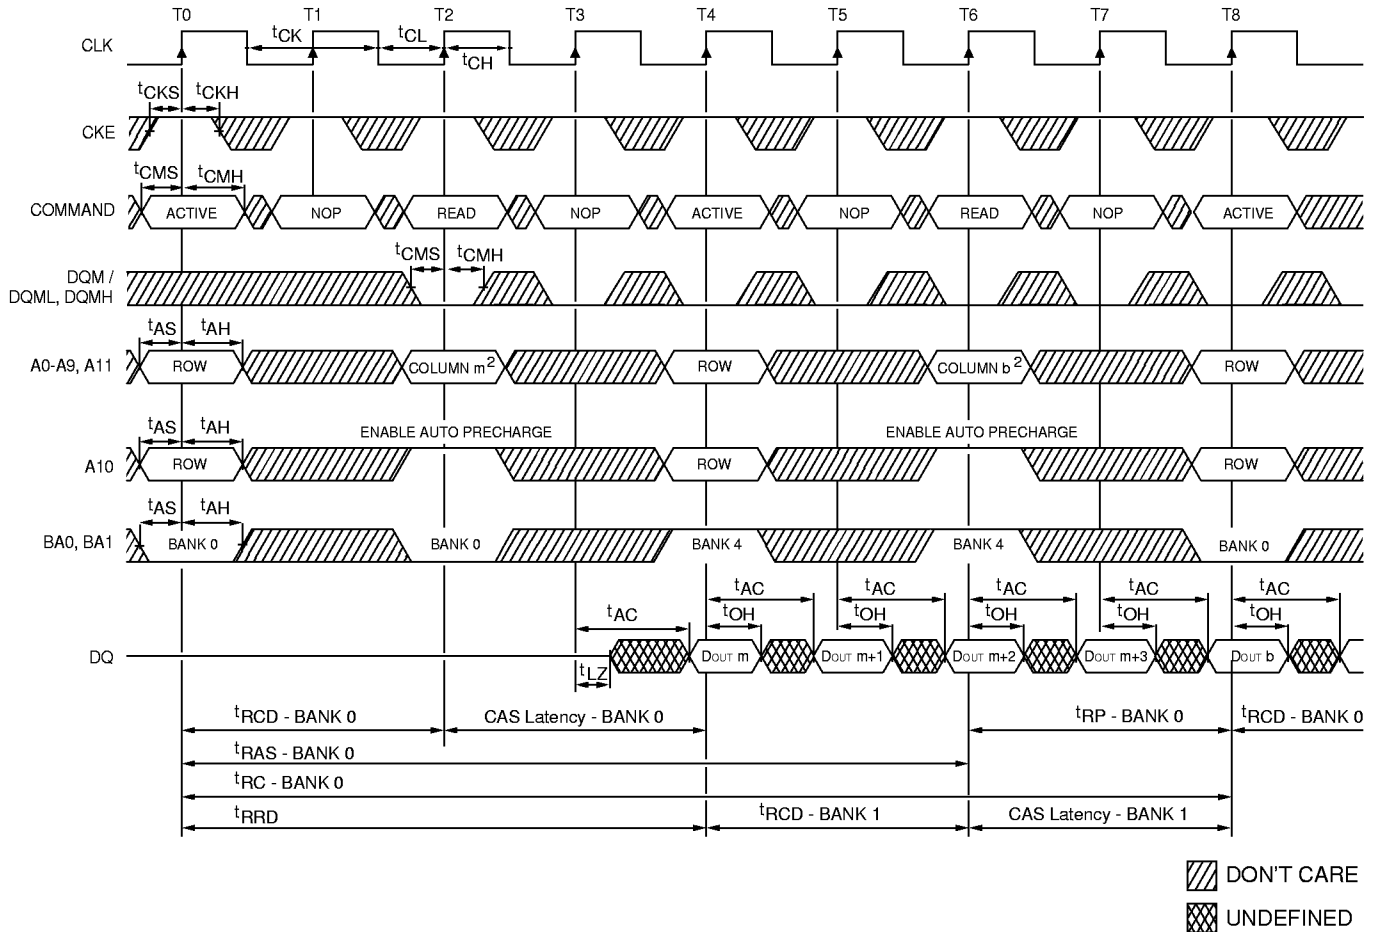 T0 T1 T2 T3 T4 T5 T6 T7 T8
CLK tCK tCL tCH
tCKS tCKH
CKE
tCMS tCMH
COMMAND ACTIVE NOP READ NOP ACTIVE NOP READ NOP ACTIVE
tCMS tCMH
DQM /
DQML, DQMH
tAS tAH
A0-A9, A11 ROW COLUMN m2 ROW COLUMN b2 ROW
tAS tAH ENABLE AUTO PRECHARGE ENABLE AUTO PRECHARGE
A10 ROW ROW ROW
tAS tAH
BA0, BA1 BANK 0 BANK 0 BANK 4 BANK 4 BANK 0
tAC tAC tAC tAC tAC
tAC tOH tOH tOH tOH tOH
DQ DOUT m DOUT m+1 DOUT m+2 DOUT m+3 DOUT b
tLZ
tRCD - BANK 0 CAS Latency - BANK 0 tRP - BANK 0 tRCD - BANK 0
tRAS - BANK 0
tRC - BANK 0
tRRD tRCD - BANK 1 CAS Latency - BANK 1
DON'T CARE
UNDEFINED